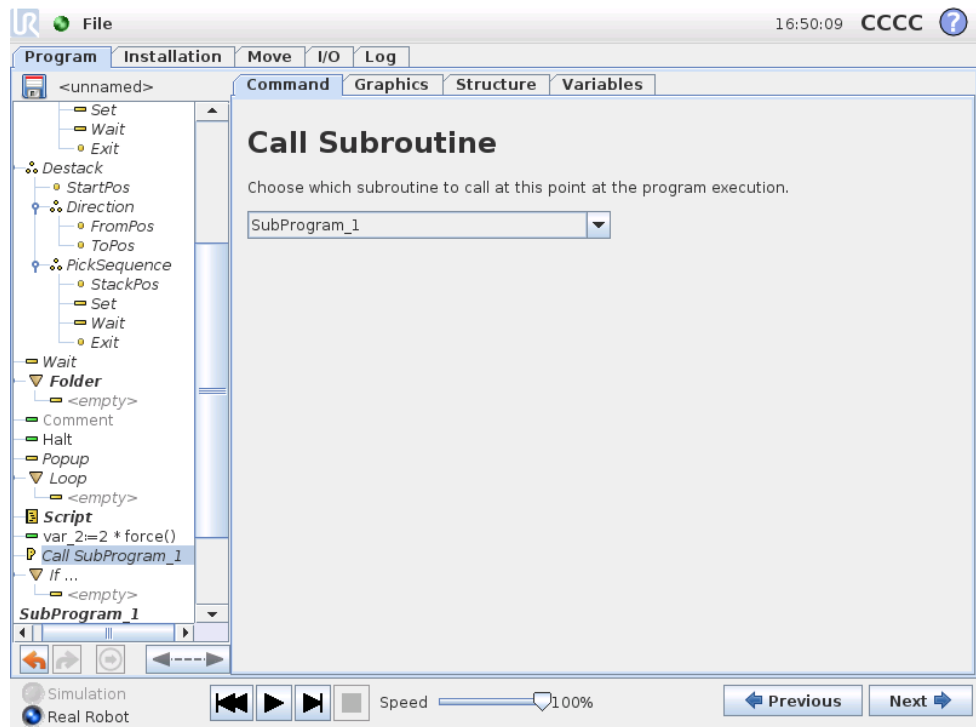 UR File 16:50:09 CCCC ?
Program Installation Move I/O Log
<unnamed>
Command Graphics Structure Variables
Set
Wait
Exit
Destack
StartPos
Direction
FromPos
ToPos
PickSequence
StackPos
Set
Wait
Exit
Wait
Folder
<empty>
Comment
Halt
Popup
Loop
<empty>
Script
var_2:=2 * force()
P Call SubProgram_1
If ...
<empty>
SubProgram_1
Call Subroutine
Choose which subroutine to call at this point at the program execution.
SubProgram_1
Simulation
Real Robot
Speed 100%
Previous Next